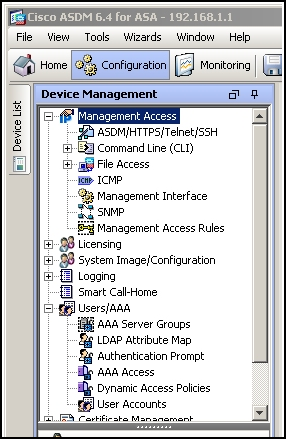 Cisco ASDM 6.4 for ASA - 192.168.1.1
File View Tools Wizards Window Help
Home Configuration Monitoring
Device List
Device Management
Management Access
ASDM/HTTPS/Telnet/SSH
Command Line (CLI)
File Access
ICMP ICMP
Management Interface
SNMP
Management Access Rules
Licensing
System Image/Configuration
Logging
Smart Call-Home
Users/AAA
AAA Server Groups
LDAP Attribute Map
Authentication Prompt
AAA Access
Dynamic Access Policies
User Accounts
Certificate Management